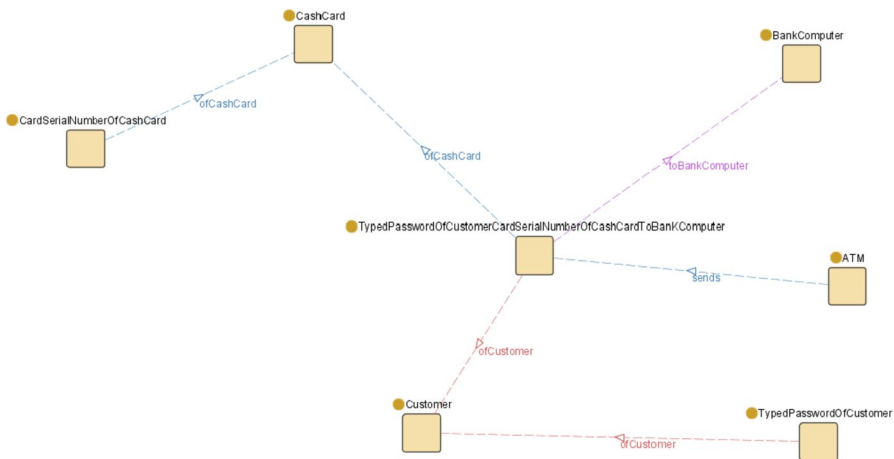 CashCard
BankComputer
ofCashCard
CardSerialNumberOfCashCard
ofCashCard
toBankComputer
TypedPasswordOfCustomerCardSerialNumberOfCashCardToBanKComputer
ATM
sends
ofCustomer
Customer
TypedPasswordOfCustomer
ofCustomer